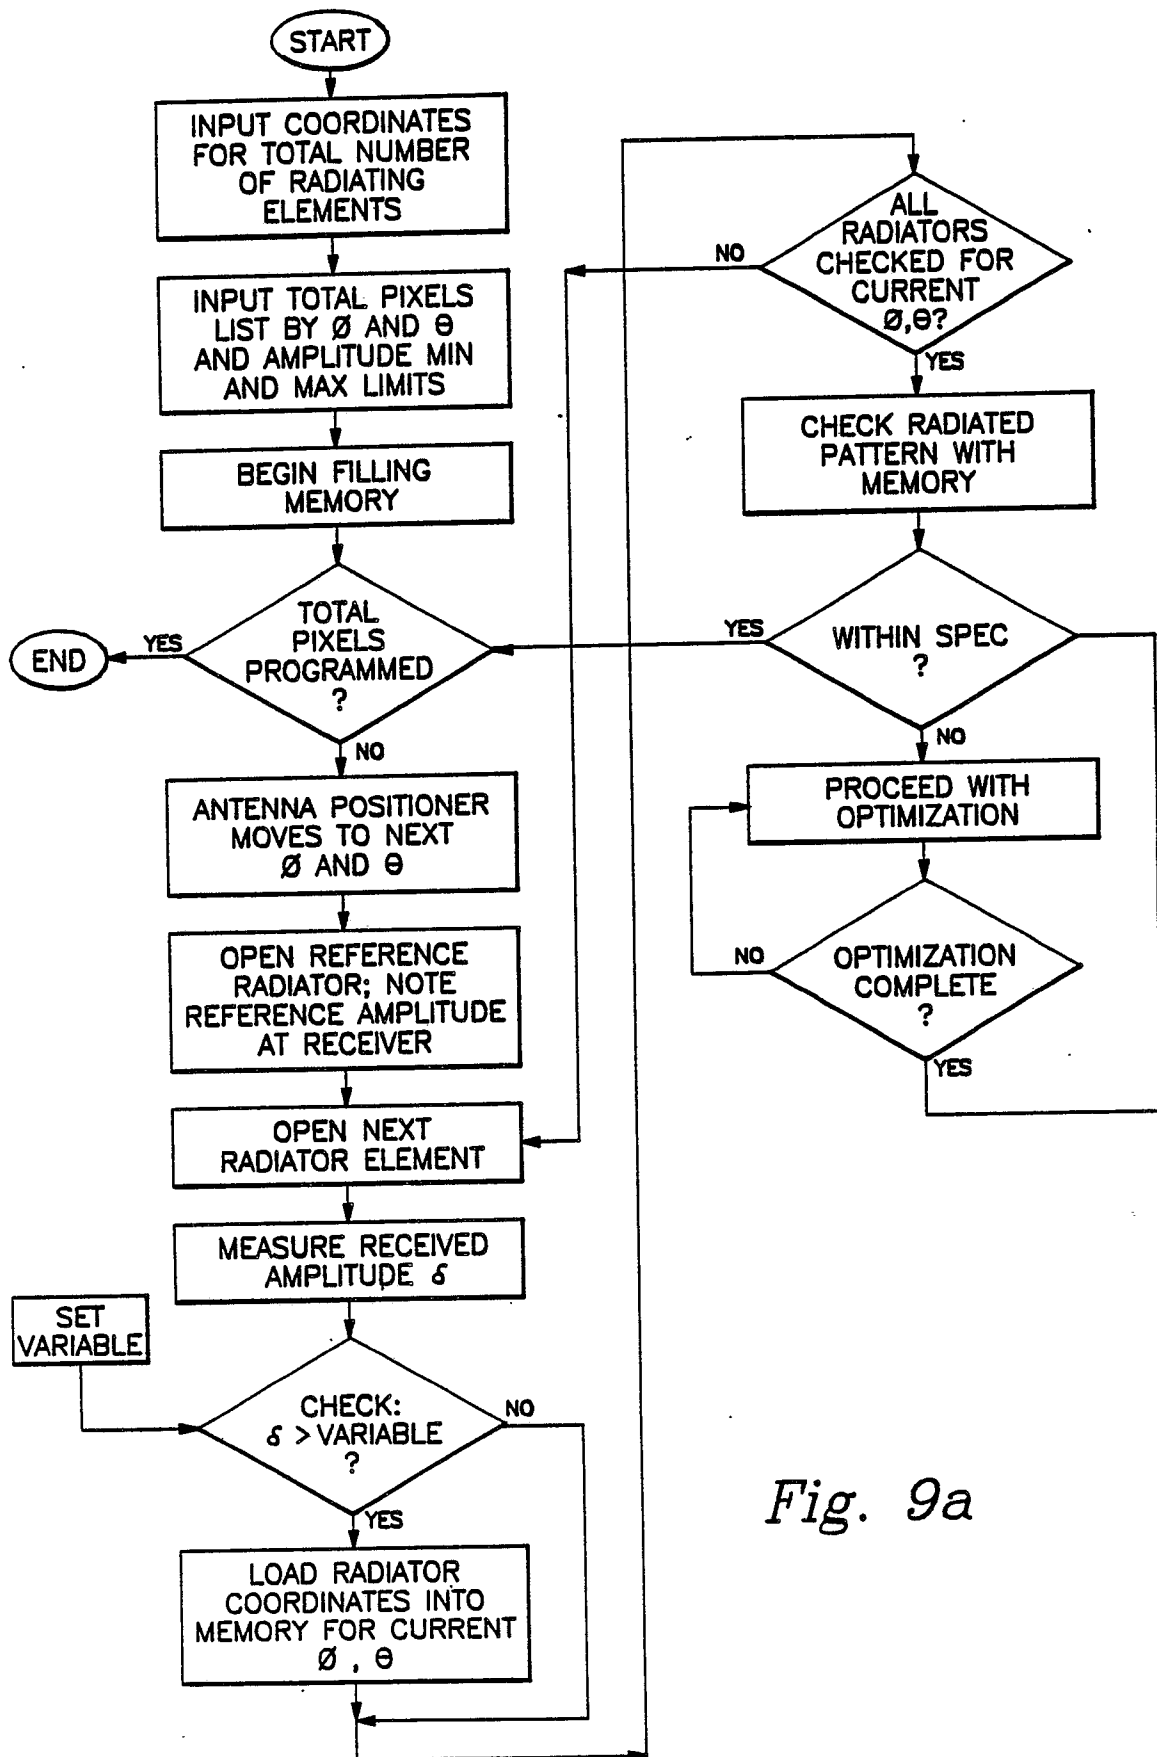 START
INPUT COORDINATES
FOR TOTAL NUMBER
OF RADIATING
ELEMENTS
INPUT TOTAL PIXELS
LIST BY Ø AND Θ
AND AMPLITUDE MIN
AND MAX LIMITS
BEGIN FILLING
MEMORY
TOTAL
PIXELS
PROGRAMMED
?
YES
END
NO
ANTENNA POSITIONER
MOVES TO NEXT
Ø AND Θ
OPEN REFERENCE
RADIATOR; NOTE
REFERENCE AMPLITUDE
AT RECEIVER
OPEN NEXT
RADIATOR ELEMENT
MEASURE RECEIVED
AMPLITUDE δ
SET
VARIABLE
CHECK:
δ > VARIABLE
?
NO
YES
LOAD RADIATOR
COORDINATES INTO
MEMORY FOR CURRENT
Ø , Θ
ALL
RADIATORS
CHECKED FOR
CURRENT
Ø,Θ?
NO
YES
CHECK RADIATED
PATTERN WITH
MEMORY
WITHIN SPEC
?
YES
NO
PROCEED WITH
OPTIMIZATION
OPTIMIZATION
COMPLETE
?
NO
YES
Fig. 9a